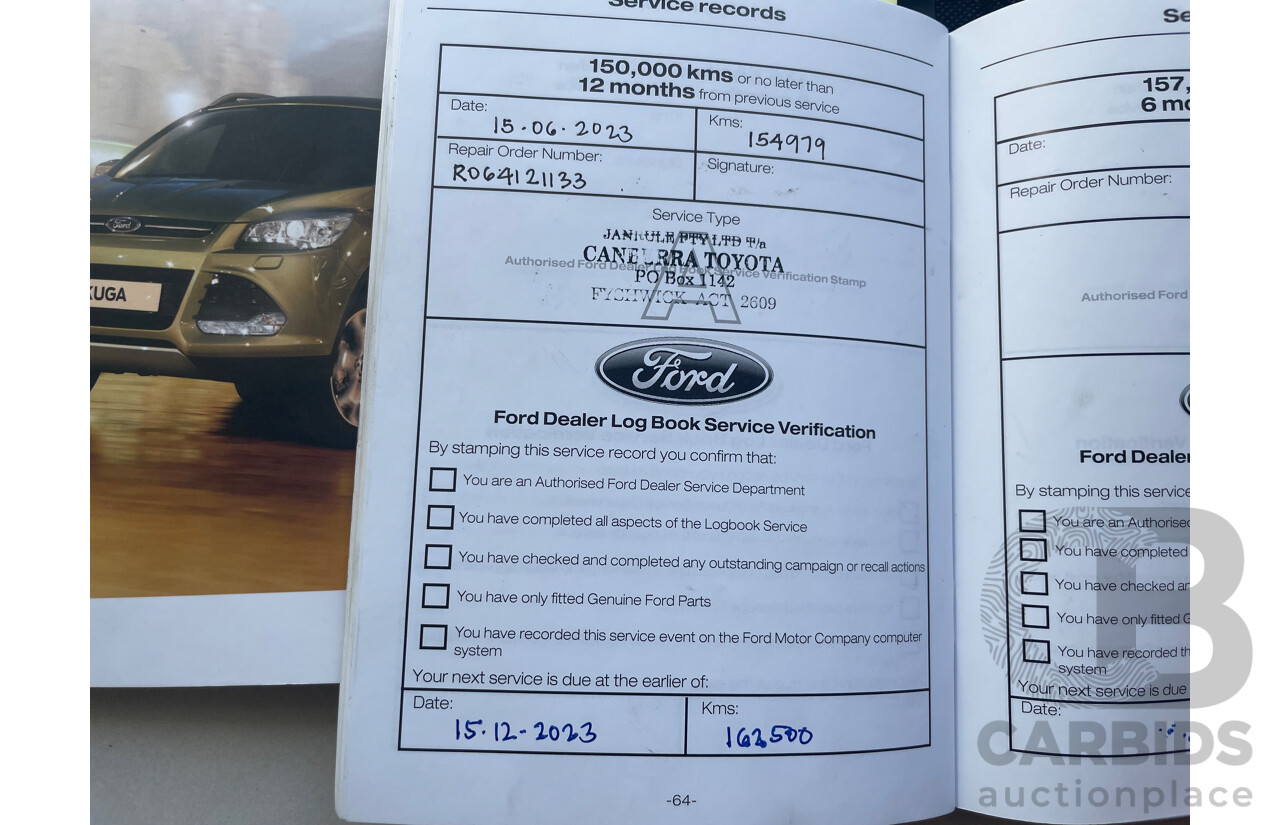 Service records
150,000 kms or no later than
12 months from previous service
Date:
15.06.2023
Kms:
154979
Repair Order Number:
R064121133
Signature:
Service Type
A
JANRULE PTY LTD T/a
CANBERRA TOYOTA
Authorised Ford Dealer Log Book Service Verification Stamp
PO Box 1142
FYSHWICK ACT 2609
Ford
Ford Dealer Log Book Service Verification
By stamping this service record you confirm that:
You are an Authorised Ford Dealer Service Department
You have completed all aspects of the Logbook Service
You have checked and completed any outstanding campaign or recall actions
You have only fitted Genuine Ford Parts
You have recorded this service event on the Ford Motor Company computer
system
Your next service is due at the earlier of:
Date:
15.12-2023
Kms:
162500
-64-
Ford
KUGA
Se
157,
6 mo
Date:
Repair Order Number:
Authorised Ford
Ford Dealer
By stamping this service
You are an Authorised
You have completed
You have checked an
You have only fitted G
You have recorded th
system
Your next service is due
Date:
CARBIDS
auctionplace